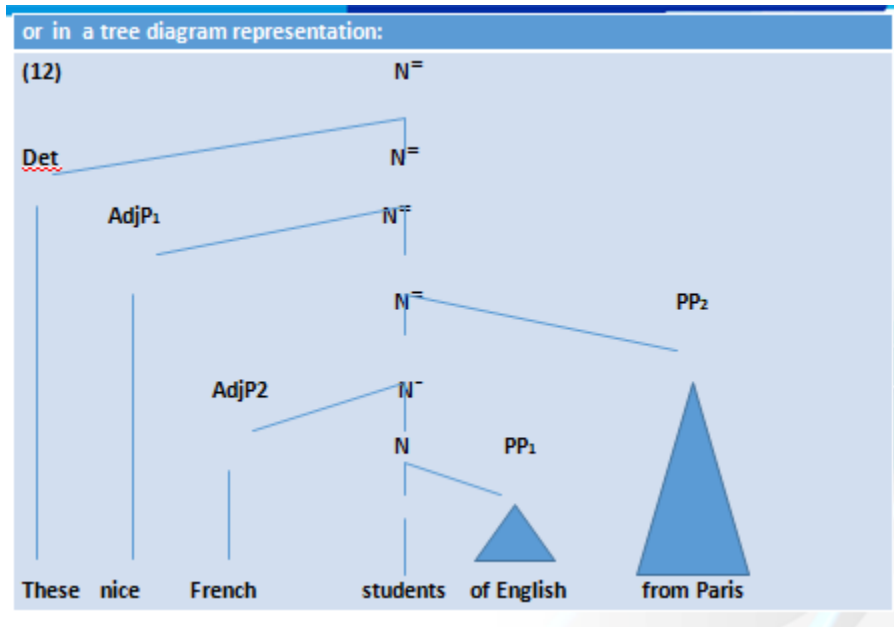 or in a tree diagram representation:
(12) N⁼
Det N⁼
AdjP₁ N⁼
N⁼ PP₂
AdjP2 N⁻
N PP₁
These nice French students of English from Paris